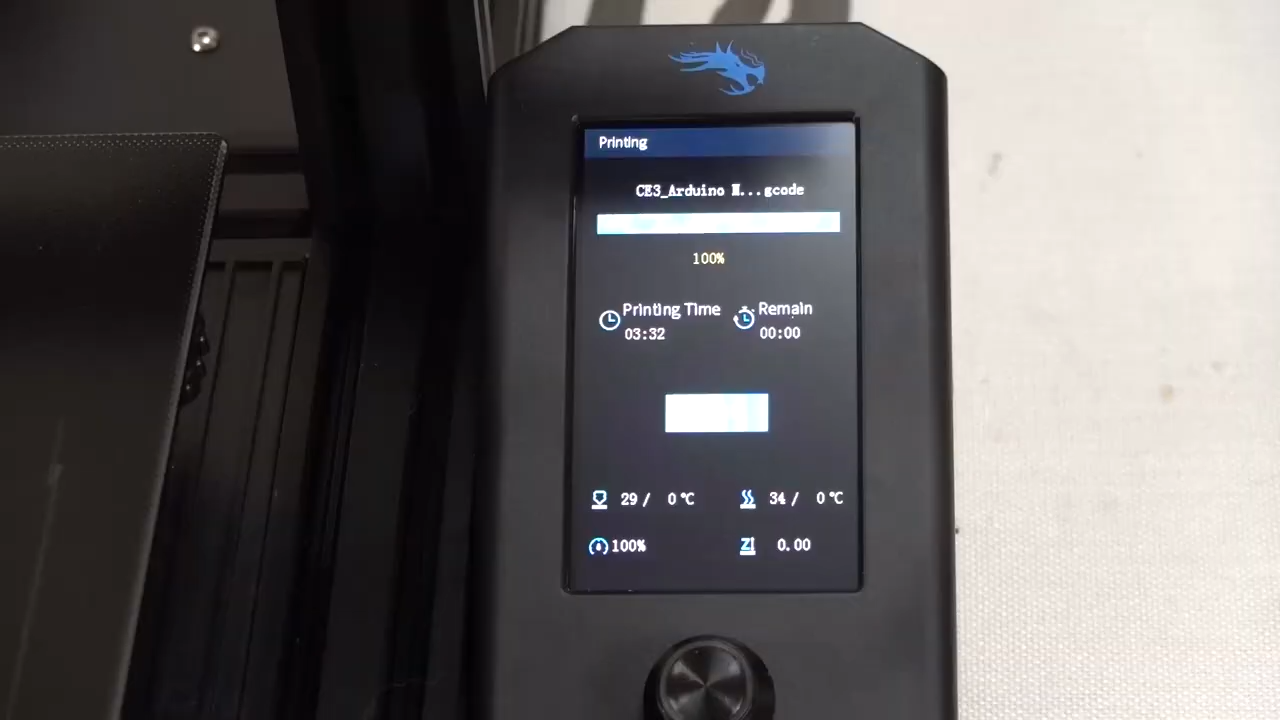 Printing
CE3_Arduino M...gcode
100%
Printing Time
03:32
Remain
00:00
29 / 0℃
34 / 0℃
100%
0.00